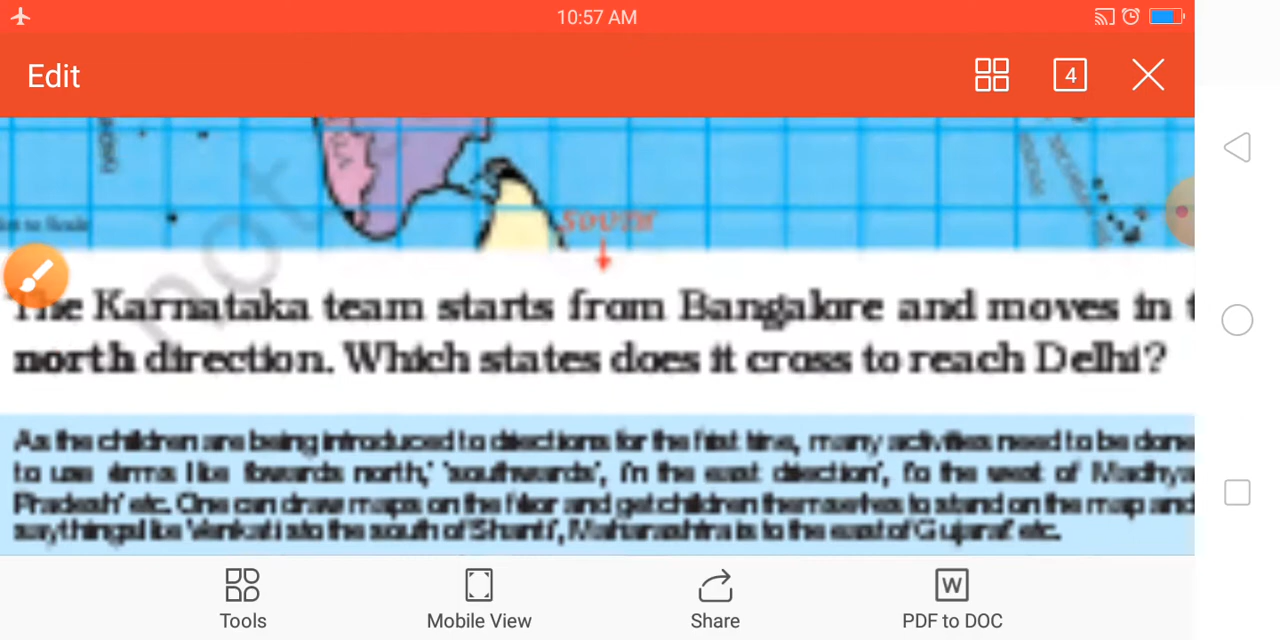 10:57 AM
Edit
4
SOUTH
not
The Karnataka team starts from Bangalore and moves in
north direction. Which states does it cross to reach Delhi?
As the children are being introduced to directions for the first time, many activities need to be done
to use terms like 'towards north,' 'southwards', 'in the east direction', 'to the west of Madhya
Pradesh' etc. One can draw maps on the floor and get children themselves to stand on the map and
say things like 'Venkat is to the south of Shanti', 'Maharashtra is to the east of Gujarat' etc.
Tools
Mobile View
Share
W
PDF to DOC